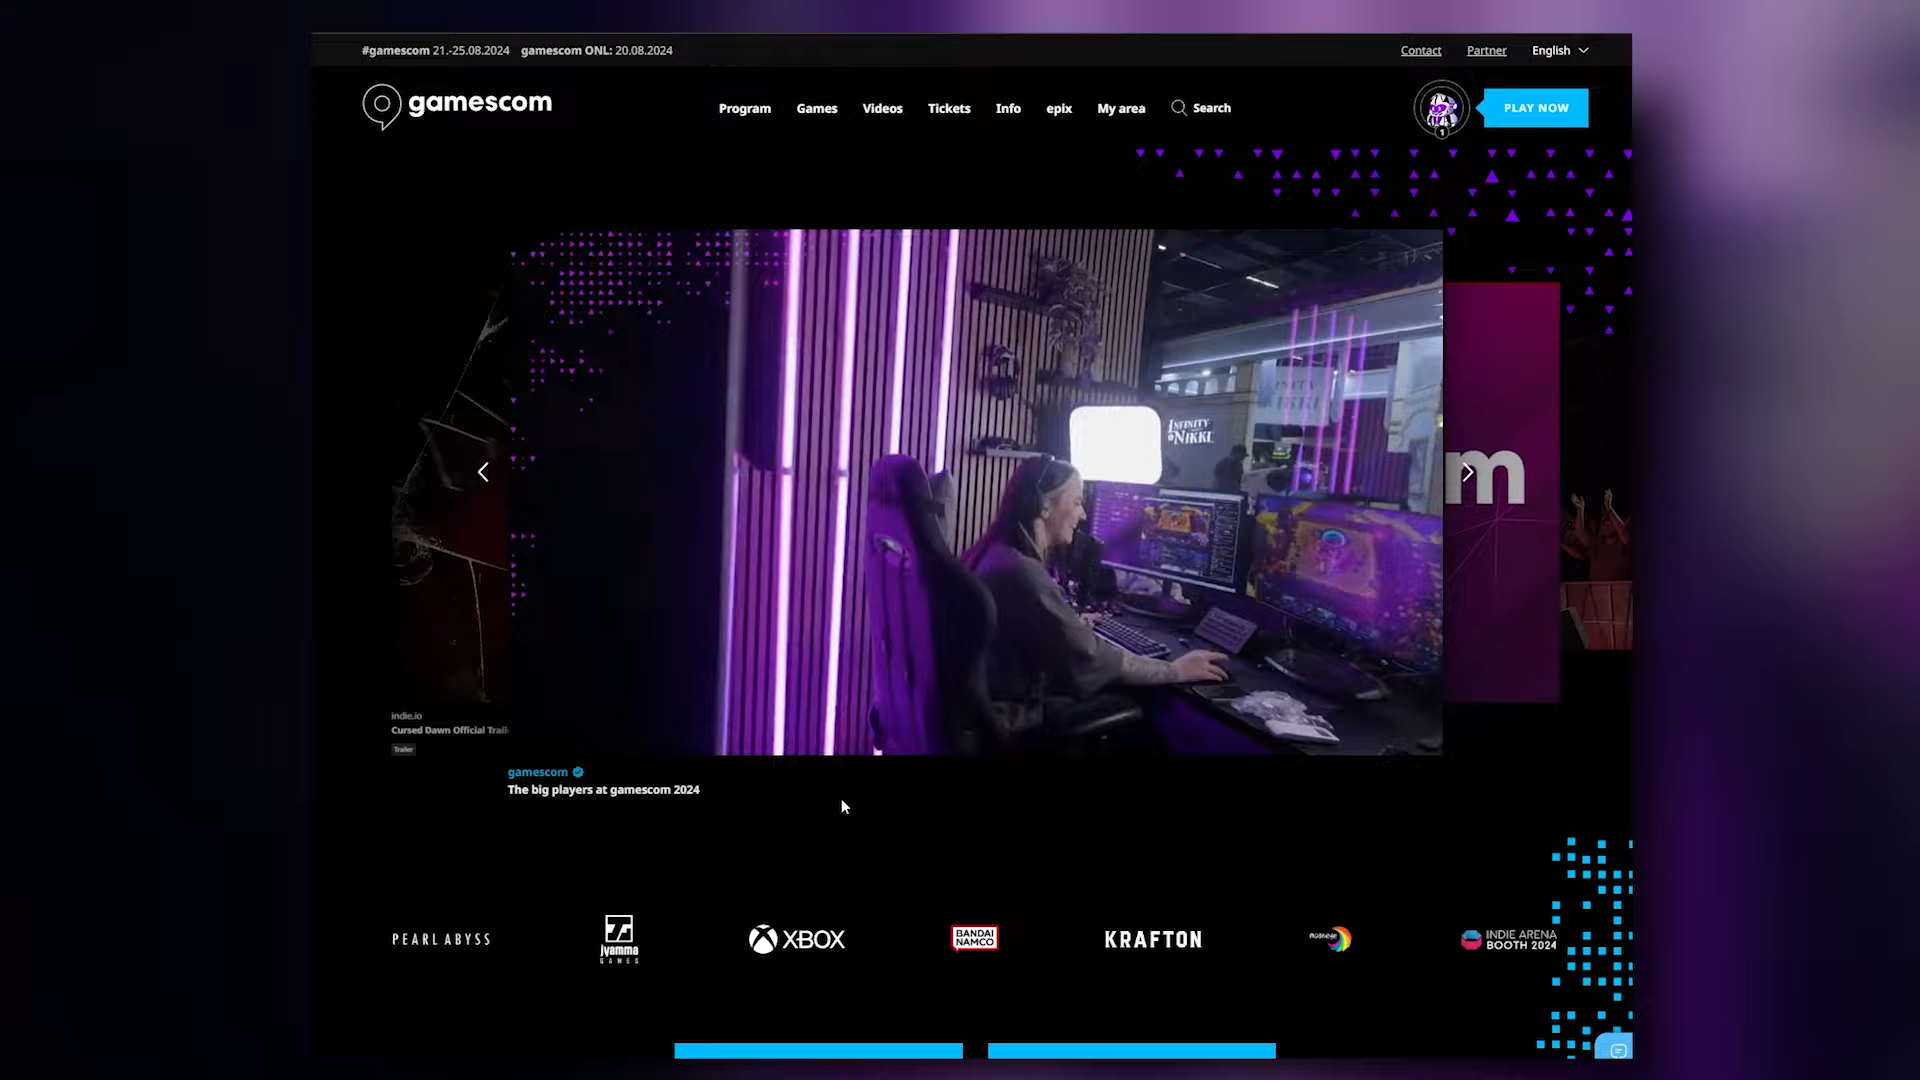 #gamescom 21.-25.08.2024 gamescom ONL: 20.08.2024
Contact Partner English
gamescom
Program Games Videos Tickets Info epix My area Search
1
PLAY NOW
INFINITY NIKKI
m
indie.io
Cursed Dawn Official Trail
Trailer
gamescom
The big players at gamescom 2024
PEARL ABYSS
jyamma GAMES
XBOX
BANDAI NAMCO
KRAFTON
INDIE ARENA BOOTH 2024